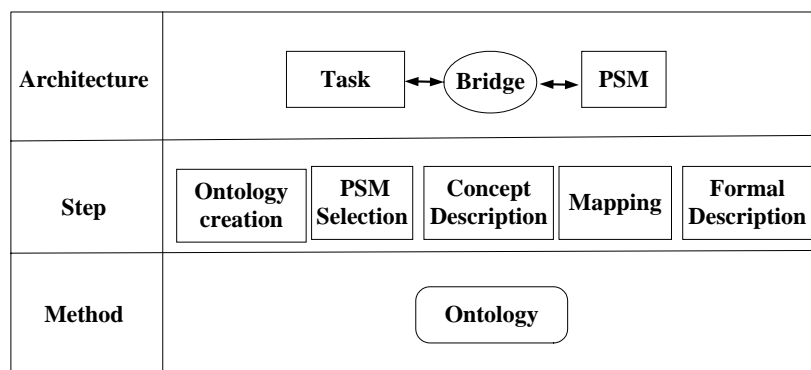 Architecture
Task
Bridge
PSM
Step
Ontology
creation
PSM
Selection
Concept
Description
Mapping
Formal
Description
Method
Ontology